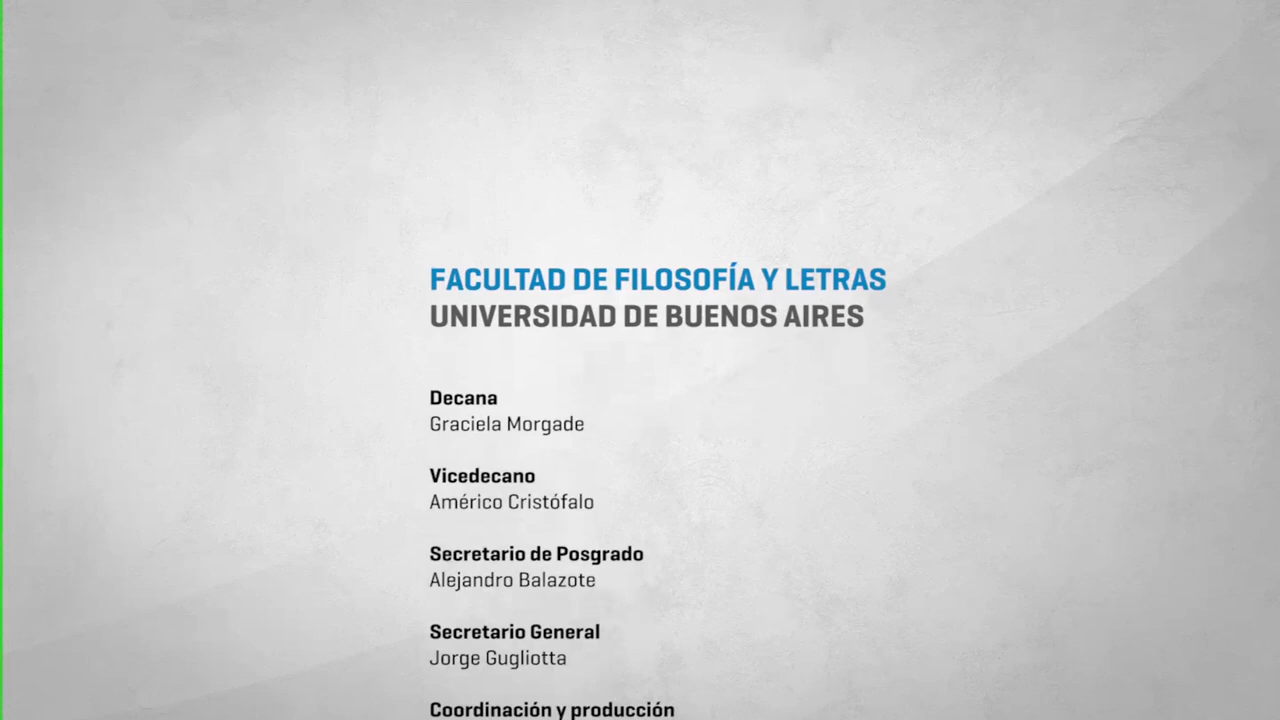 FACULTAD DE FILOSOFÍA Y LETRAS
UNIVERSIDAD DE BUENOS AIRES
Decana
Graciela Morgade
Vicedecano
Américo Cristófalo
Secretario de Posgrado
Alejandro Balazote
Secretario General
Jorge Gugliotta
Coordinación y producción